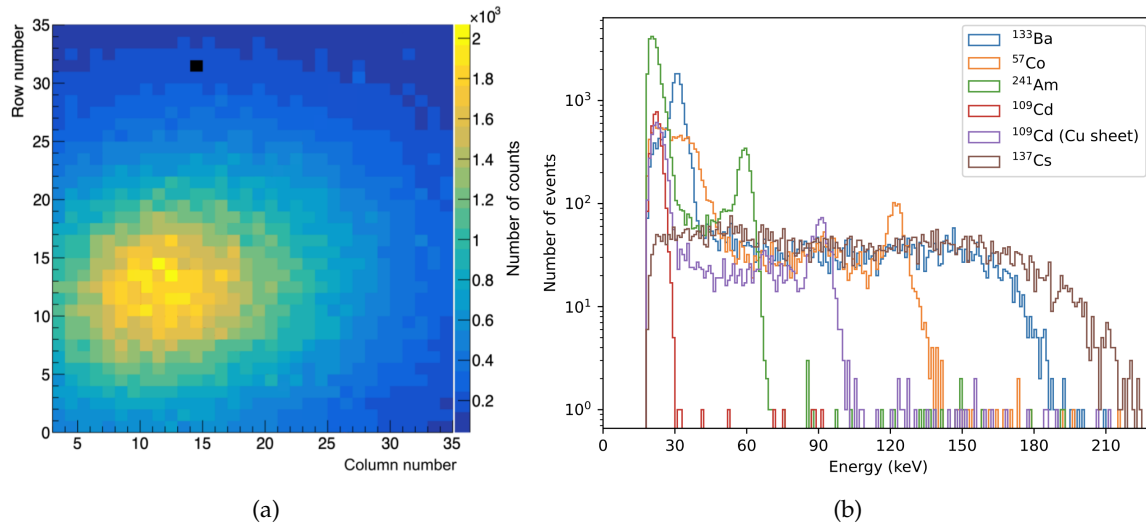 ×10³
Row number
35
30
25
20
15
10
5
0
5
10
15
20
25
30
35
Column number
2
1.8
1.6
1.4
1.2
1
0.8
0.6
0.4
0.2
Number of counts
(a)
Number of events
10³
10²
10¹
10⁰
0
30
60
90
120
150
180
210
Energy (keV)
¹³³Ba
⁵⁷Co
²⁴¹Am
¹⁰⁹Cd
¹⁰⁹Cd (Cu sheet)
¹³⁷Cs
(b)